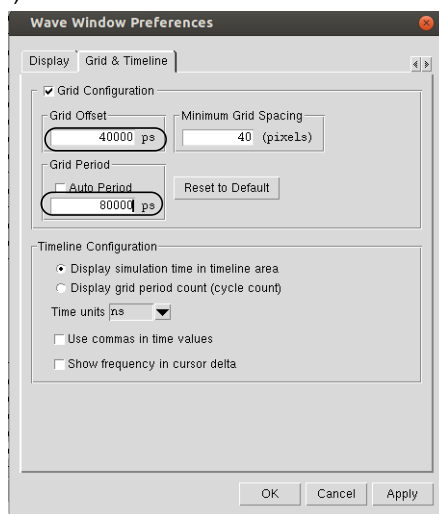 Wave Window Preferences
Display Grid & Timeline
Grid Configuration
Grid Offset Minimum Grid Spacing
40000 ps 40 (pixels)
Grid Period
Auto Period Reset to Default
80000 ps
Timeline Configuration
Display simulation time in timeline area
Display grid period count (cycle count)
Time units ns
Use commas in time values
Show frequency in cursor delta
OK Cancel Apply